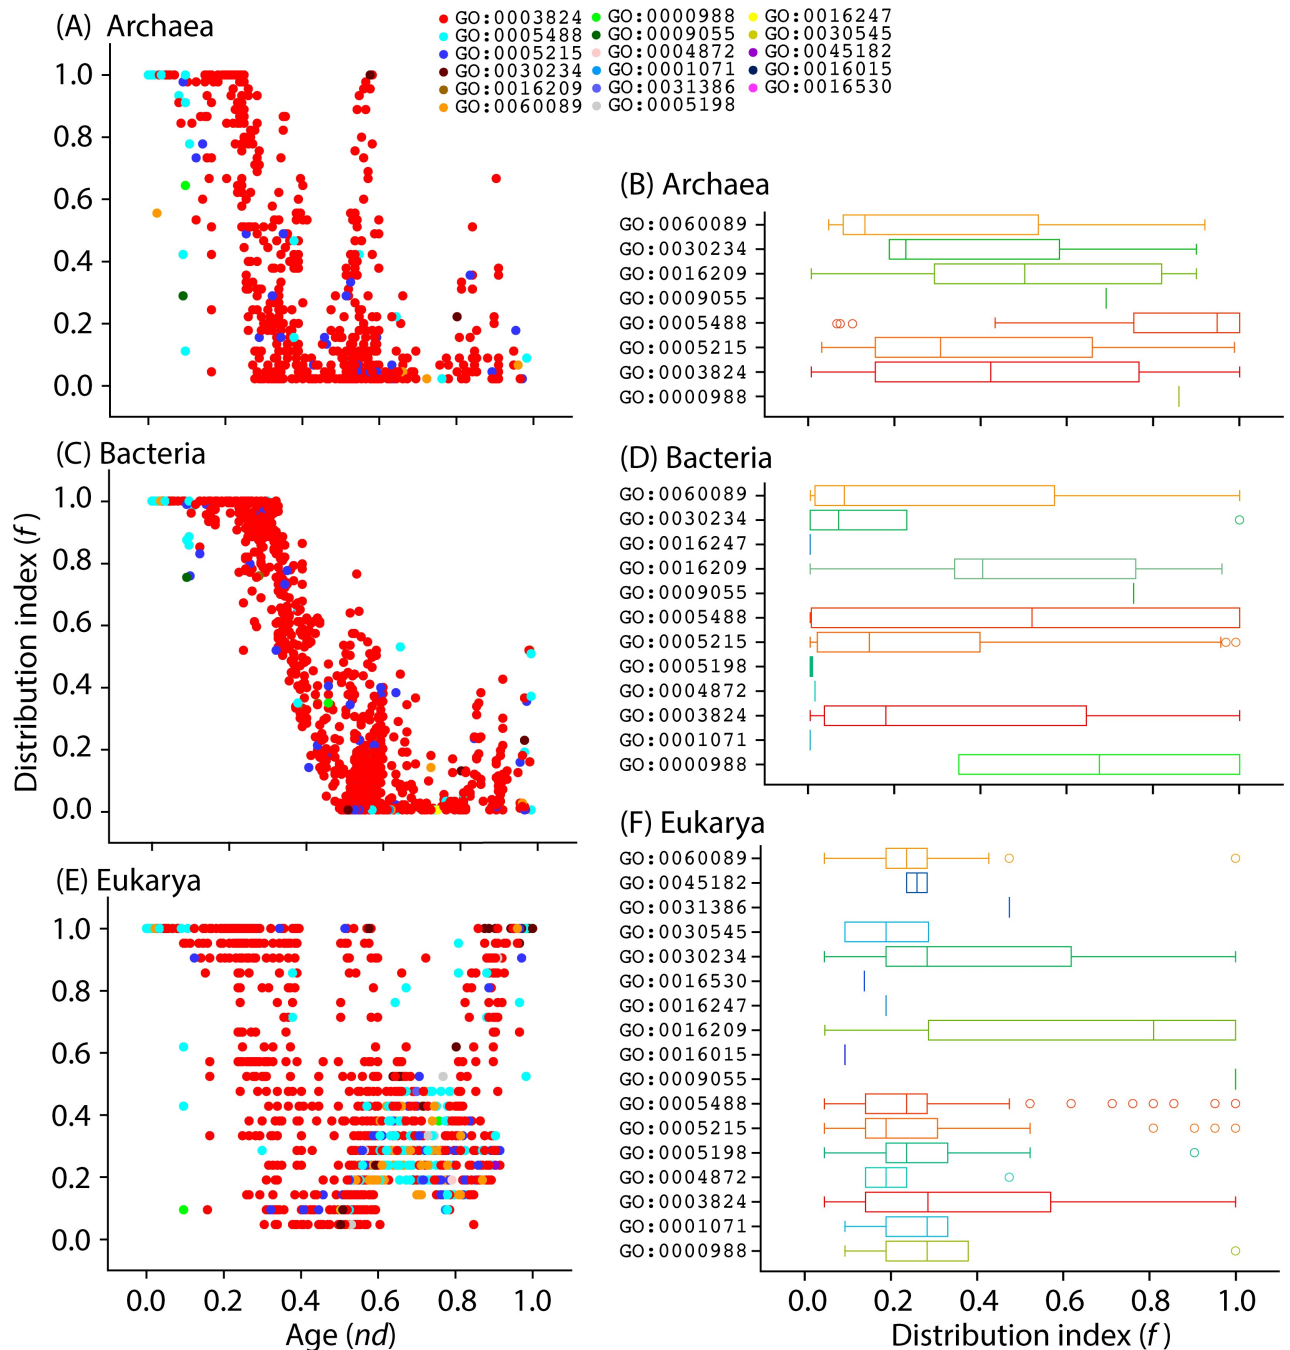 (A) Archaea
GO:0003824 GO:0000988 GO:0016247
GO:0005488 GO:0009055 GO:0030545
GO:0005215 GO:0004872 GO:0045182
GO:0030234 GO:0001071 GO:0016015
GO:0016209 GO:0031386 GO:0016530
GO:0060089 GO:0005198
1.0
0.8
0.6
0.4
0.2
0.0
(B) Archaea
GO:0060089
GO:0030234
GO:0016209
GO:0009055
GO:0005488
GO:0005215
GO:0003824
GO:0000988
(C) Bacteria
1.0
0.8
0.6
0.4
0.2
0.0
Distribution index (f)
(D) Bacteria
GO:0060089
GO:0030234
GO:0016247
GO:0016209
GO:0009055
GO:0005488
GO:0005215
GO:0005198
GO:0004872
GO:0003824
GO:0001071
GO:0000988
(E) Eukarya
1.0
0.8
0.6
0.4
0.2
0.0
0.0 0.2 0.4 0.6 0.8 1.0
Age (nd)
(F) Eukarya
GO:0060089
GO:0045182
GO:0031386
GO:0030545
GO:0030234
GO:0016530
GO:0016247
GO:0016209
GO:0016015
GO:0009055
GO:0005488
GO:0005215
GO:0005198
GO:0004872
GO:0003824
GO:0001071
GO:0000988
0.0 0.2 0.4 0.6 0.8 1.0
Distribution index (f)